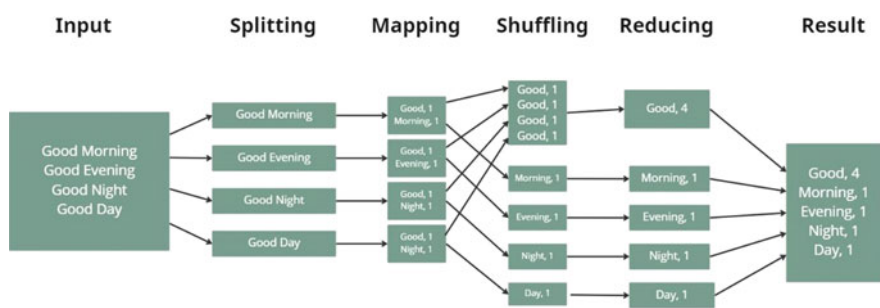 Input
Splitting
Mapping
Shuffling
Reducing
Result
Good Morning
Good Evening
Good Night
Good Day
Good Morning
Good Evening
Good Night
Good Day
Good, 1
Morning, 1
Good, 1
Evening, 1
Good, 1
Night, 1
Good, 1
Night, 1
Good, 1
Good, 1
Good, 1
Good, 1
Morning, 1
Evening, 1
Night, 1
Day, 1
Good, 4
Morning, 1
Evening, 1
Night, 1
Day, 1
Good, 4
Morning, 1
Evening, 1
Night, 1
Day, 1